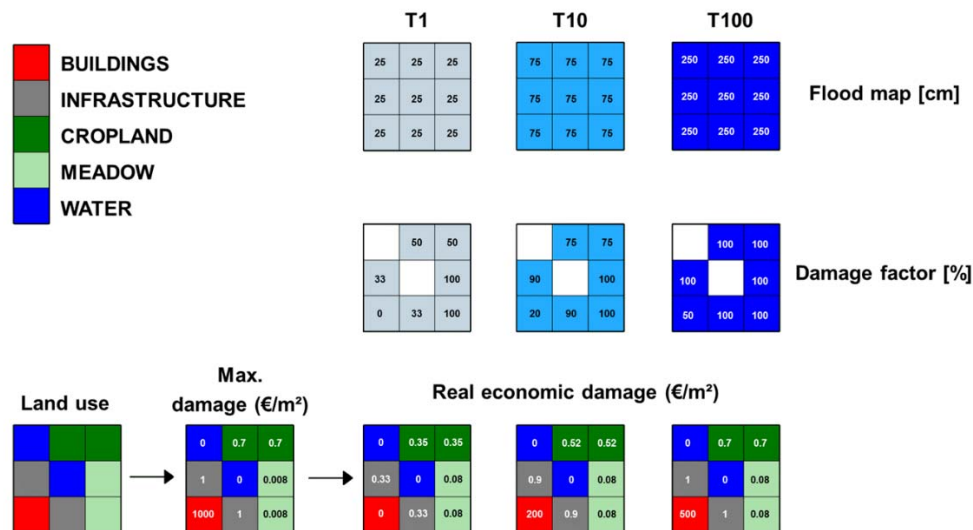 T1 T10 T100
BUILDINGS
INFRASTRUCTURE
CROPLAND
MEADOW
WATER
25 25 25 75 75 75 250 250 250
25 25 25 75 75 75 250 250 250
25 25 25 75 75 75 250 250 250
Flood map [cm]
50 50 75 75 100 100
33 100 90 100 100 100
0 33 100 20 90 100 50 100 100
Damage factor [%]
Land use
Max.
damage (€/m²)
Real economic damage (€/m²)
0 0.7 0.7 0 0.35 0.35 0 0.52 0.52 0 0.7 0.7
1 0 0.008 0.33 0 0.08 0.9 0 0.08 1 0 0.08
1000 1 0.008 0 0.33 0.08 200 0.9 0.08 500 1 0.08